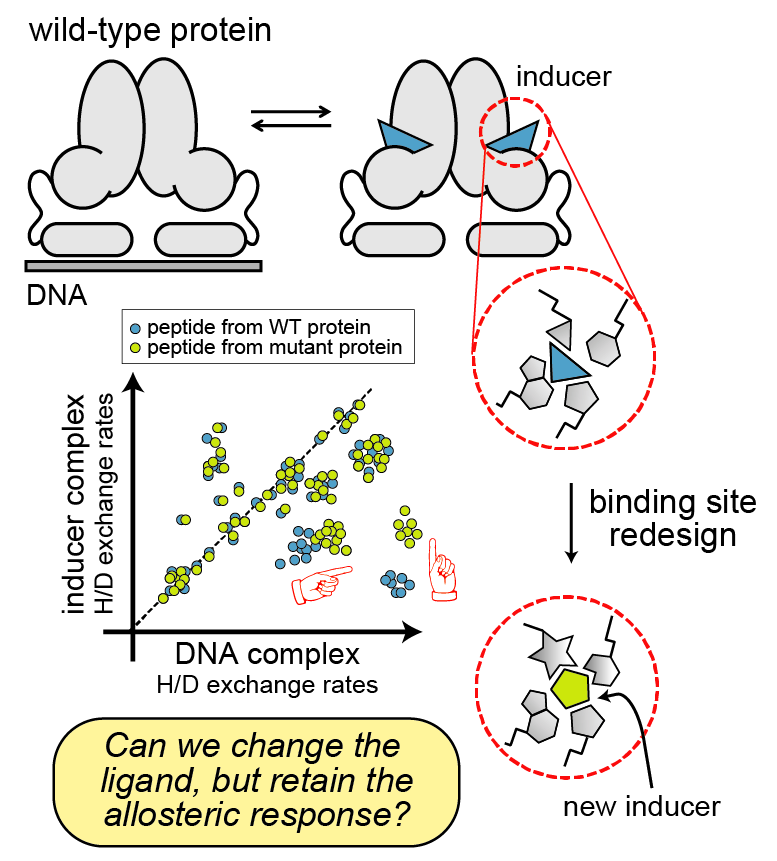 wild-type protein
inducer
DNA
peptide from WT protein
peptide from mutant protein
inducer complex
H/D exchange rates
DNA complex
H/D exchange rates
binding site
redesign
new inducer
Can we change the
ligand, but retain the
allosteric response?